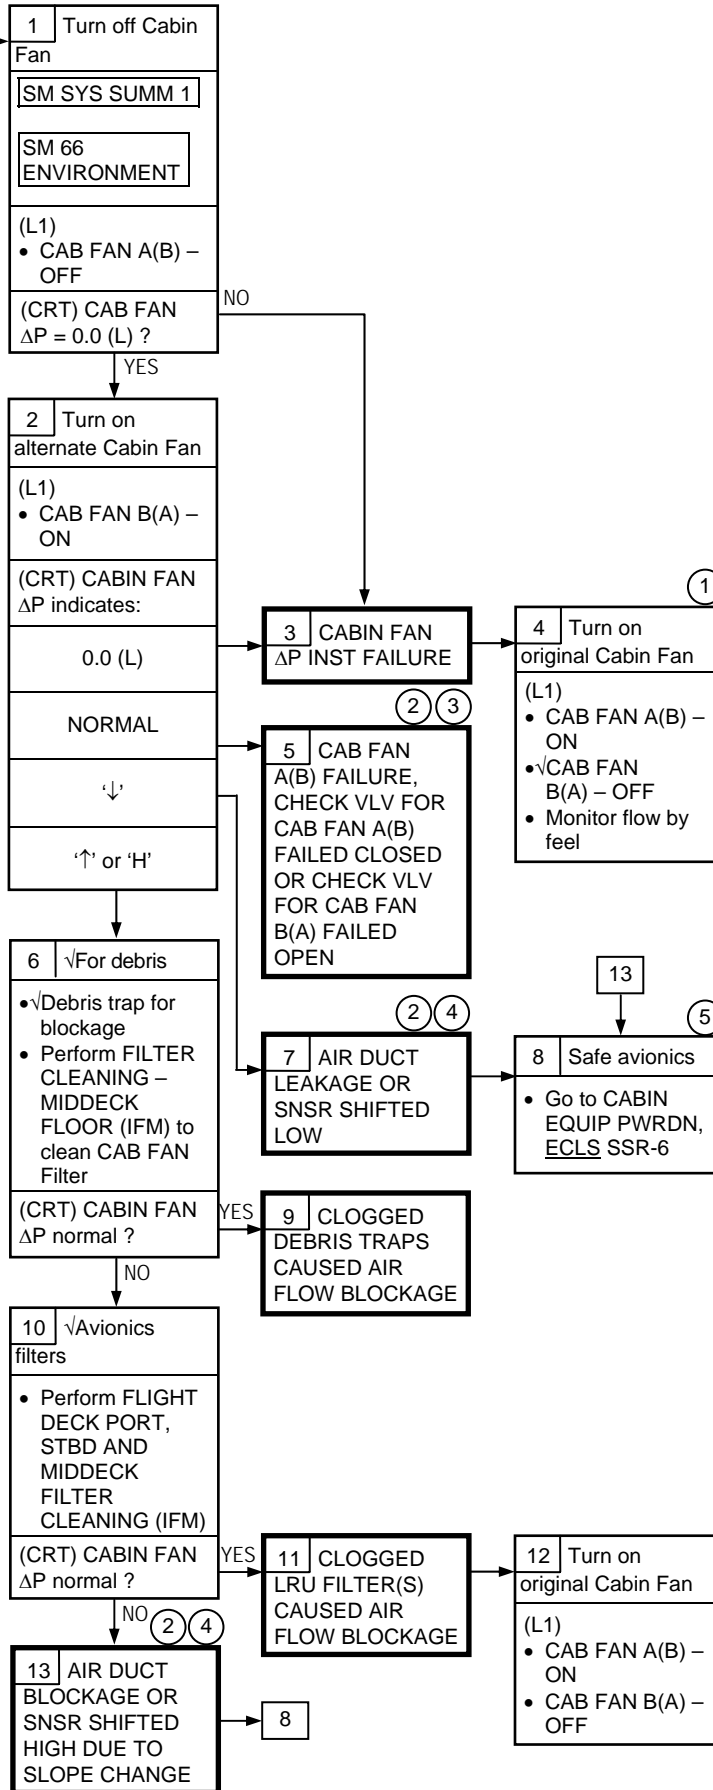 1 Turn off Cabin
Fan
SM SYS SUMM 1
SM 66
ENVIRONMENT
(L1)
• CAB FAN A(B) –
OFF
(CRT) CAB FAN
∆P = 0.0 (L) ?
NO
YES
2 Turn on
alternate Cabin Fan
(L1)
• CAB FAN B(A) –
ON
(CRT) CABIN FAN
∆P indicates:
0.0 (L)
NORMAL
‘↓’
‘↑’ or ‘H’
3 CABIN FAN
∆P INST FAILURE
1
4 Turn on
original Cabin Fan
(L1)
• CAB FAN A(B) –
ON
•√CAB FAN
B(A) – OFF
• Monitor flow by
feel
2 3
5 CAB FAN
A(B) FAILURE,
CHECK VLV FOR
CAB FAN A(B)
FAILED CLOSED
OR CHECK VLV
FOR CAB FAN
B(A) FAILED
OPEN
6 √For debris
•√Debris trap for
blockage
• Perform FILTER
CLEANING –
MIDDECK
FLOOR (IFM) to
clean CAB FAN
Filter
(CRT) CABIN FAN
∆P normal ?
YES
NO
2 4
7 AIR DUCT
LEAKAGE OR
SNSR SHIFTED
LOW
13
5
8 Safe avionics
• Go to CABIN
EQUIP PWRDN,
ECLS SSR-6
9 CLOGGED
DEBRIS TRAPS
CAUSED AIR
FLOW BLOCKAGE
10 √Avionics
filters
• Perform FLIGHT
DECK PORT,
STBD AND
MIDDECK
FILTER
CLEANING (IFM)
(CRT) CABIN FAN
∆P normal ?
YES
NO
11 CLOGGED
LRU FILTER(S)
CAUSED AIR
FLOW BLOCKAGE
12 Turn on
original Cabin Fan
(L1)
• CAB FAN A(B) –
ON
• CAB FAN B(A) –
OFF
2 4
13 AIR DUCT
BLOCKAGE OR
SNSR SHIFTED
HIGH DUE TO
SLOPE CHANGE
8